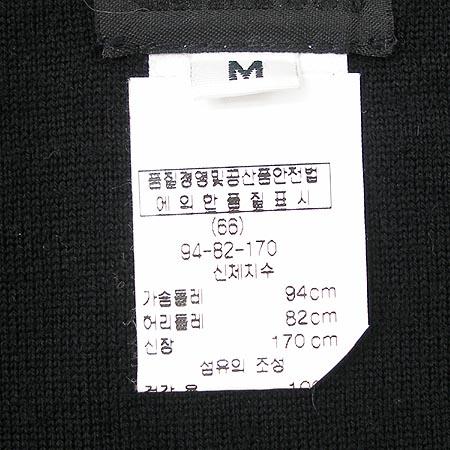 M
품질경영및공산품안전법
에 의한 품질 표시
(66)
94-82-170
신체치수
가슴둘레 94cm
허리둘레 82cm
신장 170cm
섬유의 조성